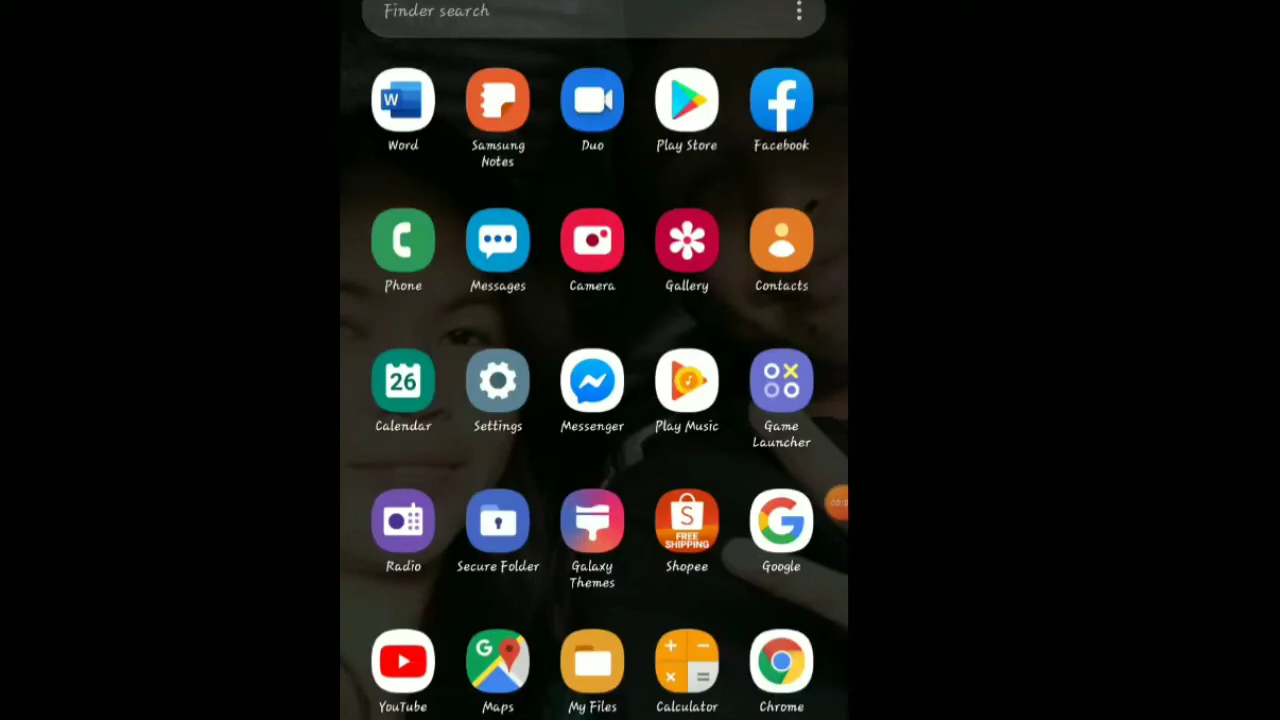 Finder search
W
Word
Samsung
Notes
Duo
Play Store
Facebook
Phone
Messages
Camera
Gallery
Contacts
26
Calendar
Settings
Messenger
Play Music
Game
Launcher
Radio
Secure Folder
Galaxy
Themes
S
FREE
SHIPPING
Shopee
Google
G
YouTube
Maps
My Files
Calculator
Chrome